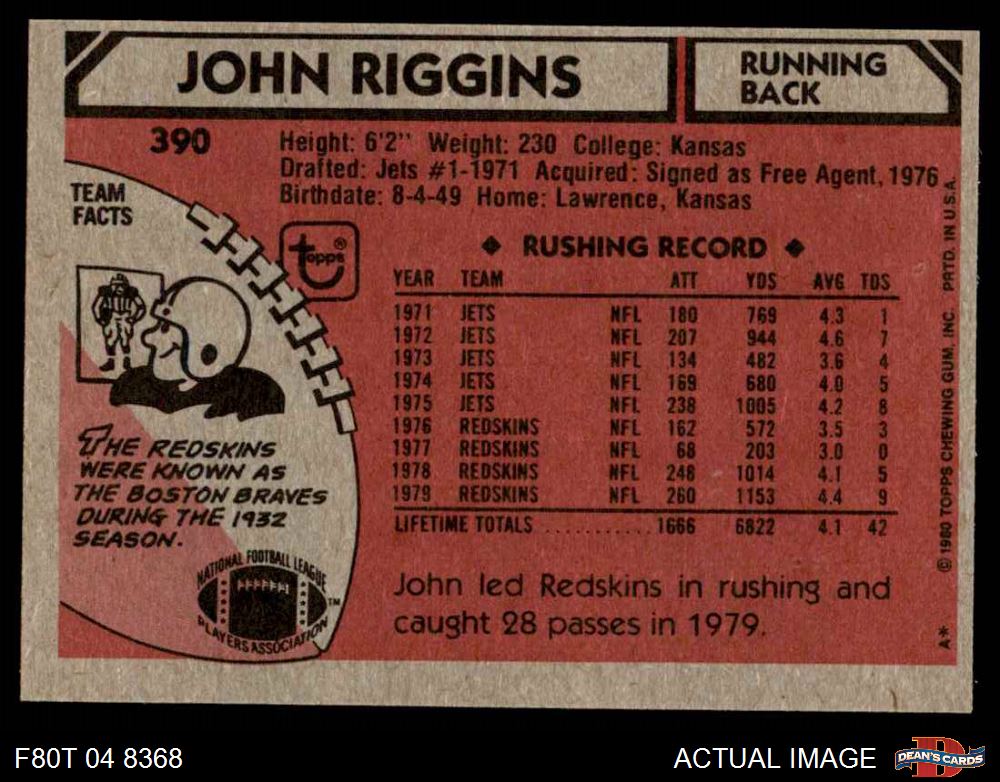 JOHN RIGGINS
RUNNING
BACK
390
Height: 6'2" Weight: 230 College: Kansas
Drafted: Jets #1-1971 Acquired: Signed as Free Agent, 1976
Birthdate: 8-4-49 Home: Lawrence, Kansas
TEAM
FACTS
topps®
THE REDSKINS
WERE KNOWN AS
THE BOSTON BRAVES
DURING THE 1932
SEASON.
NATIONAL FOOTBALL LEAGUE
PLAYERS ASSOCIATION
TM
◆ RUSHING RECORD ◆
YEAR TEAM ATT YDS AVG TDS
1971 JETS NFL 180 769 4.3 1
1972 JETS NFL 207 944 4.6 7
1973 JETS NFL 134 482 3.6 4
1974 JETS NFL 169 680 4.0 5
1975 JETS NFL 238 1005 4.2 8
1976 REDSKINS NFL 162 572 3.5 3
1977 REDSKINS NFL 68 203 3.0 0
1978 REDSKINS NFL 248 1014 4.1 5
1979 REDSKINS NFL 260 1153 4.4 9
LIFETIME TOTALS ........... 1666 6822 4.1 42
John led Redskins in rushing and
caught 28 passes in 1979.
© 1980 TOPPS CHEWING GUM, INC. PRTD. IN U.S.A.
A*
F80T 04 8368
ACTUAL IMAGE
D
DEAN'S CARDS